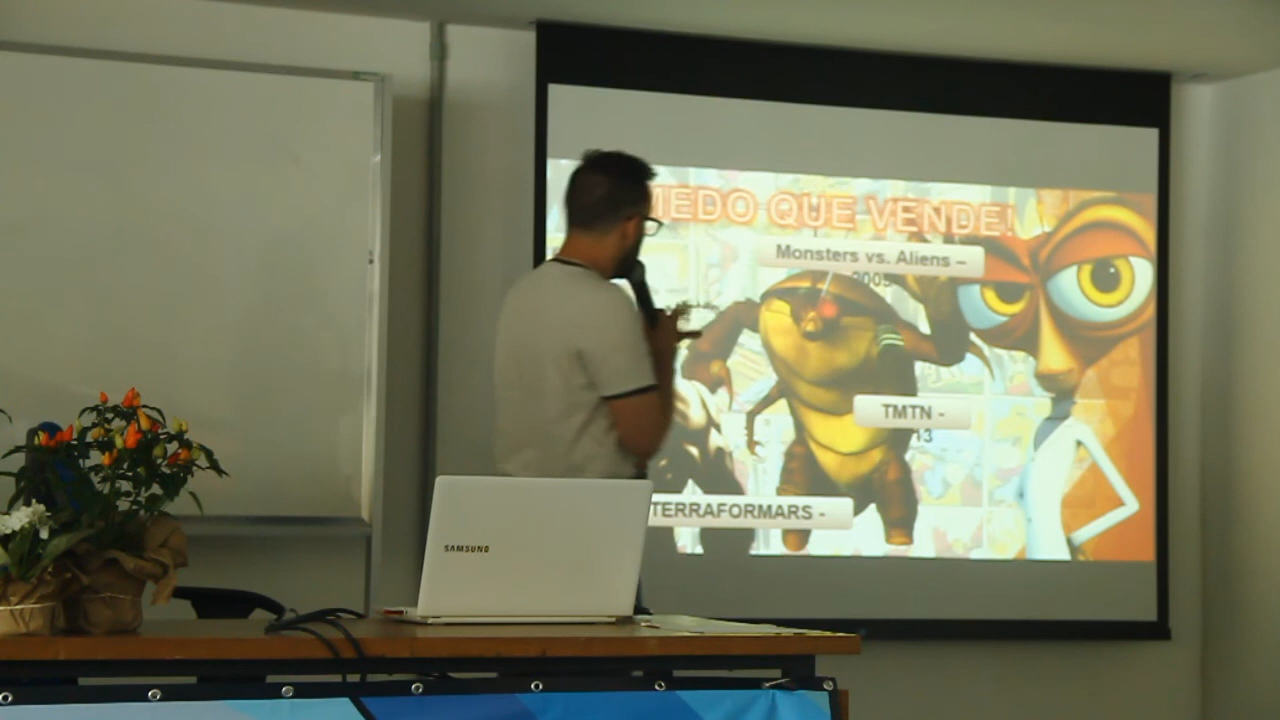 MEDO QUE VENDE!
Monsters vs. Aliens –
2009
TMTN -
13
TERRAFORMARS -
SAMSUNG